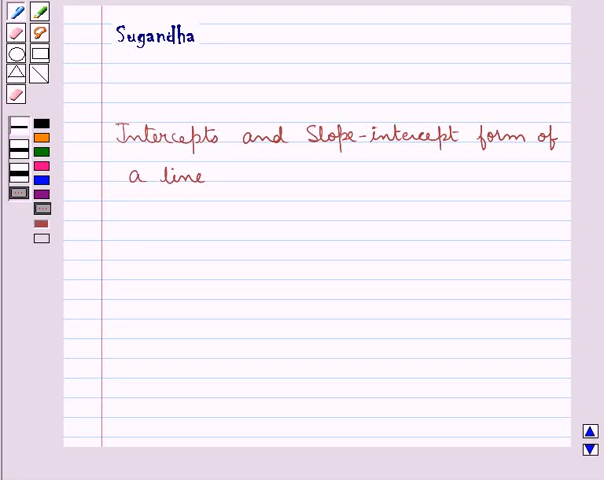 Sugandha
Intercepts and Slope-intercept form of
a line